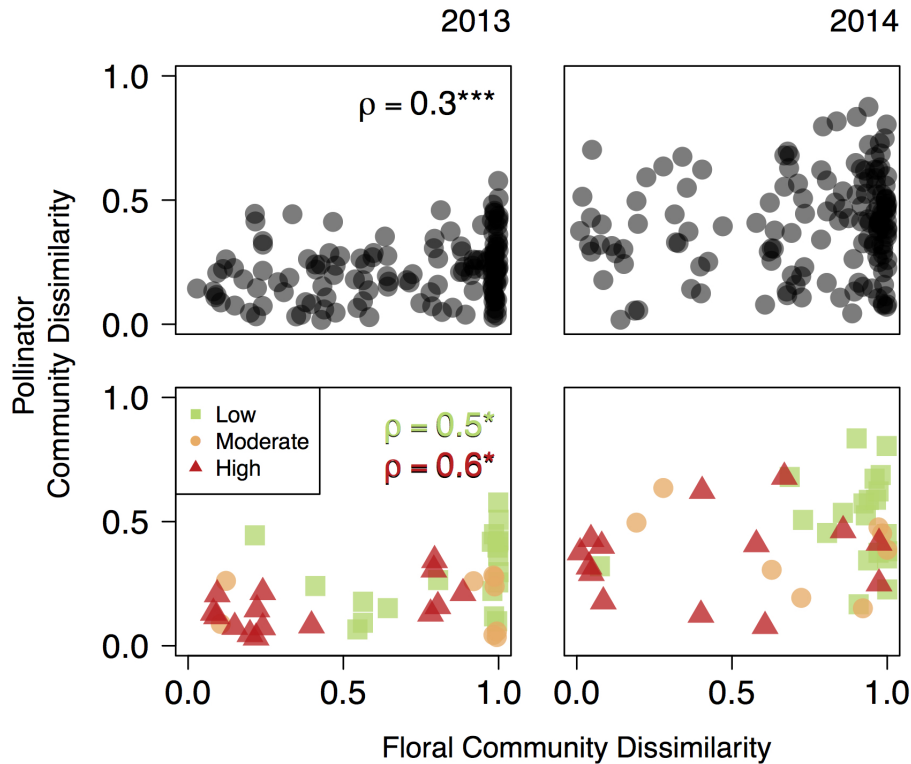 2013
2014
ρ = 0.3***
1.0
0.5
0.0
Pollinator
Community Dissimilarity
Low
Moderate
High
ρ = 0.5*
ρ = 0.6*
1.0
0.5
0.0
0.0
0.5
1.0
0.0
0.5
1.0
Floral Community Dissimilarity